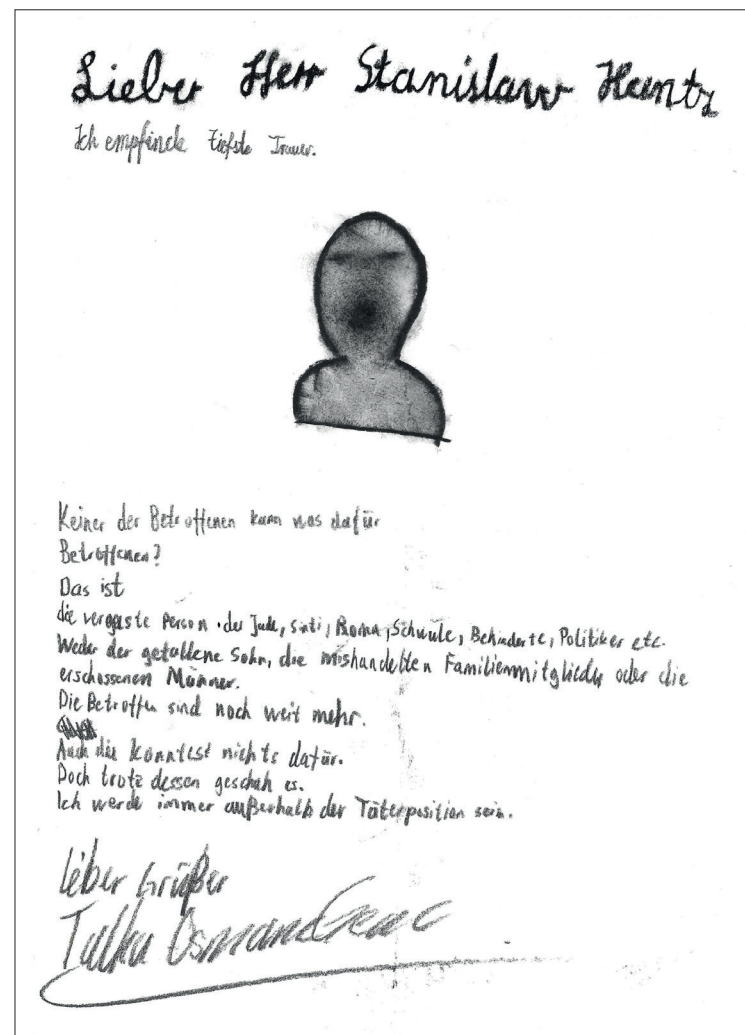 Lieber Herr Stanislaw Hantz
Ich empfinde tiefste Trauer.
Keiner der Betroffenen kann was dafür
Betroffenen?
Das ist
die vergaste Person. der Jude, Sinti, Roma, Schwule, Behinderte, Politiker etc.
Weder der gefallene Sohn, die mishandelten Familienmitglieder oder die
erschossenen Männer.
Die Betroffen sind noch weit mehr.
Auch du konntest nichts dafür.
Doch trotz dessen geschah es.
Ich werde immer außerhalb der Täterposition sein.
Talha Osman